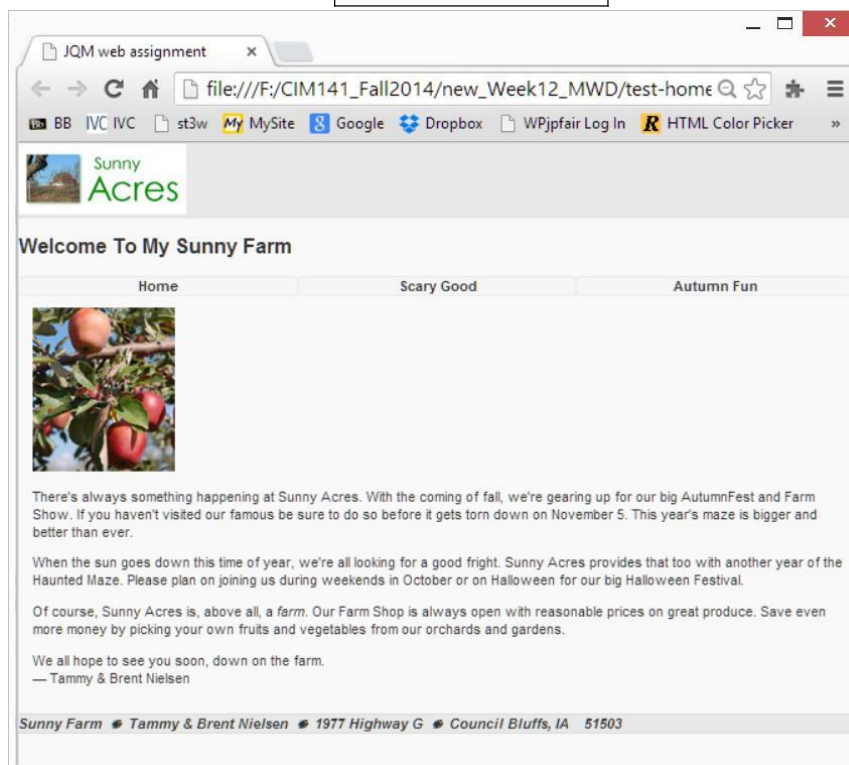 JQM web assignment
file:///F:/CIM141_Fall2014/new_Week12_MWD/test-home
BB IVC IVC st3w My MySite 8 Google Dropbox WPjpfair Log In R HTML Color Picker »
Sunny
Acres
Welcome To My Sunny Farm
Home Scary Good Autumn Fun
There's always something happening at Sunny Acres. With the coming of fall, we're gearing up for our big AutumnFest and Farm
Show. If you haven't visited our famous be sure to do so before it gets torn down on November 5. This year's maze is bigger and
better than ever.
When the sun goes down this time of year, we're all looking for a good fright. Sunny Acres provides that too with another year of the
Haunted Maze. Please plan on joining us during weekends in October or on Halloween for our big Halloween Festival.
Of course, Sunny Acres is, above all, a farm. Our Farm Shop is always open with reasonable prices on great produce. Save even
more money by picking your own fruits and vegetables from our orchards and gardens.
We all hope to see you soon, down on the farm.
— Tammy & Brent Nielsen
Sunny Farm Tammy & Brent Nielsen 1977 Highway G Council Bluffs, IA 51503